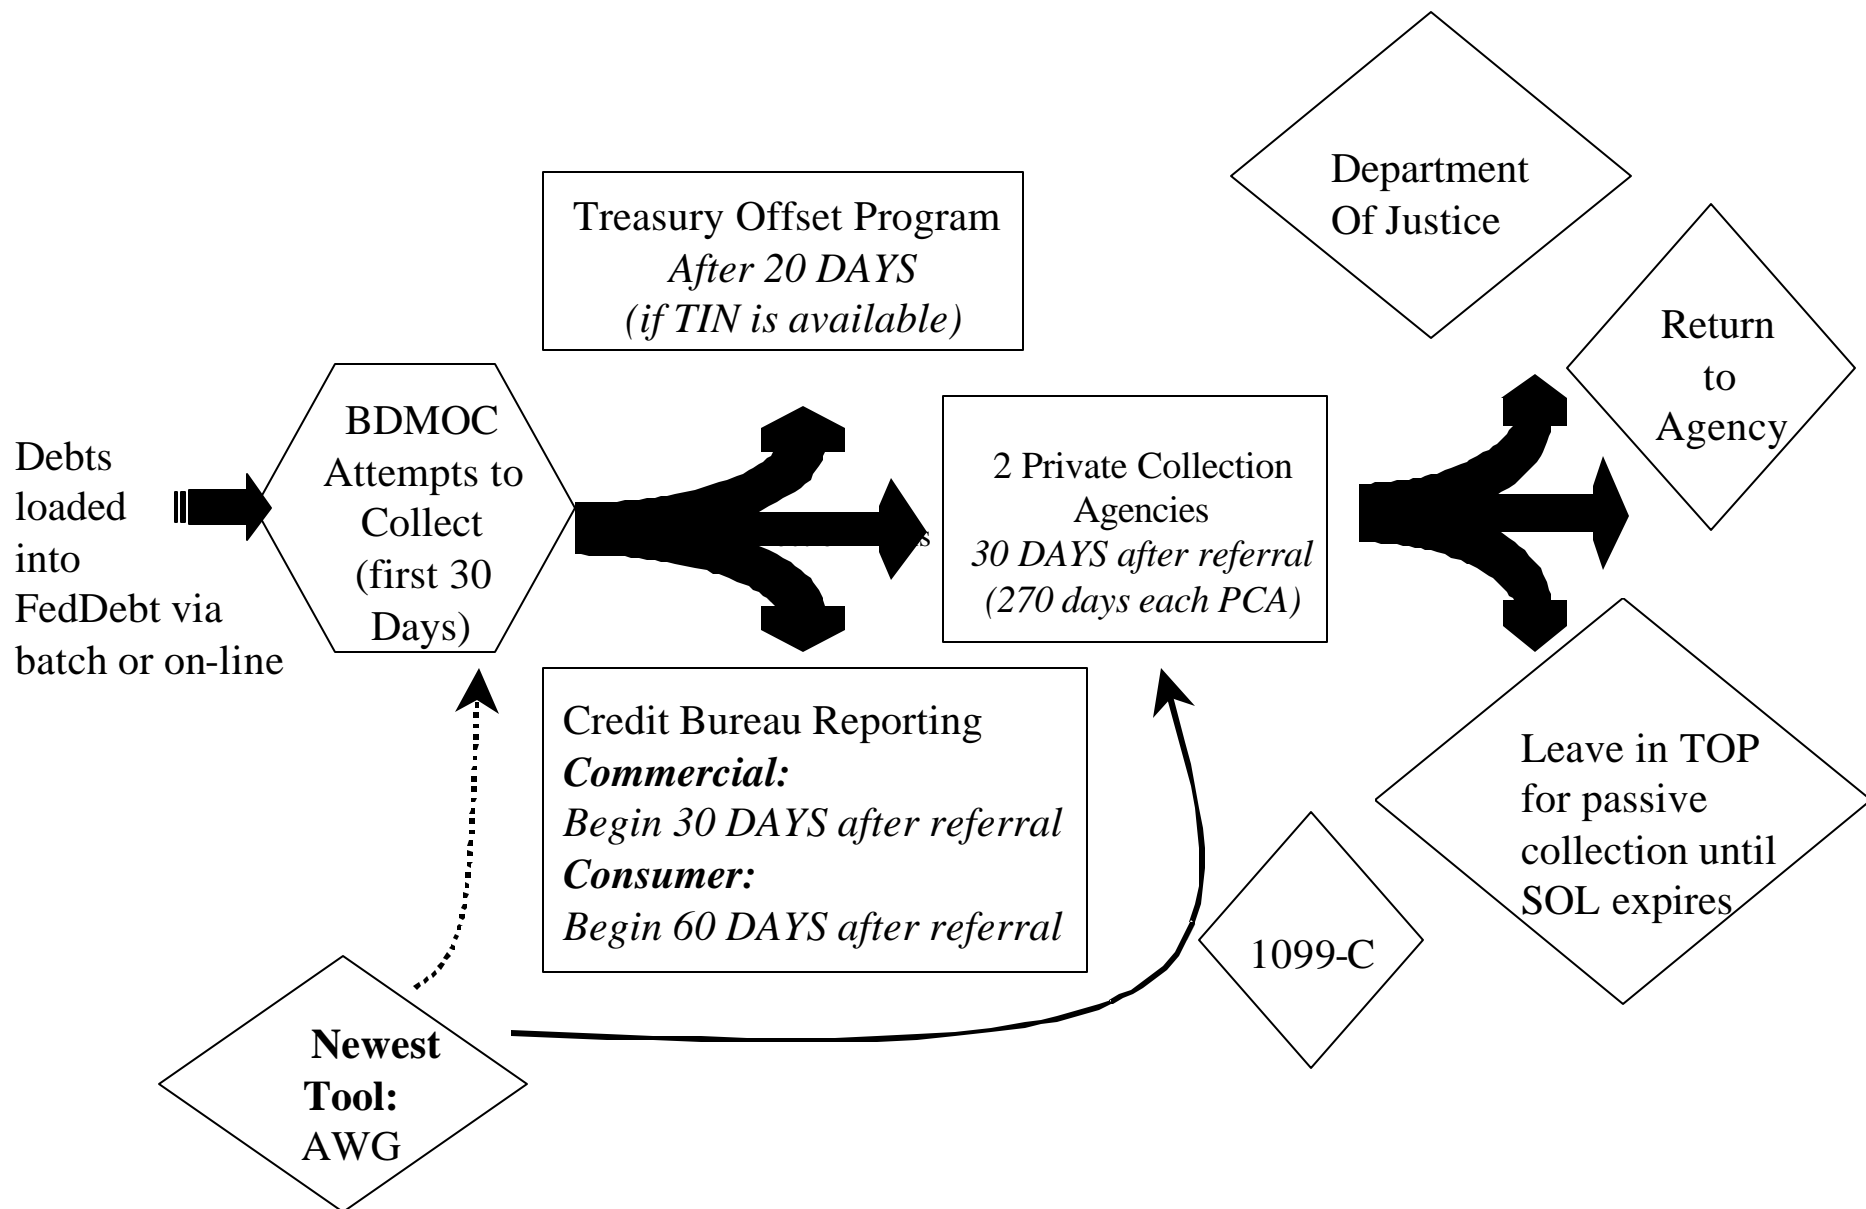 Debts
loaded
into
FedDebt via
batch or on-line
BDMOC
Attempts to
Collect
(first 30
Days)
Treasury Offset Program
After 20 DAYS
(if TIN is available)
Credit Bureau Reporting
Commercial:
Begin 30 DAYS after referral
Consumer:
Begin 60 DAYS after referral
2 Private Collection
Agencies
30 DAYS after referral
(270 days each PCA)
Department
Of Justice
Return
to
Agency
Leave in TOP
for passive
collection until
SOL expires
1099-C
Newest
Tool:
AWG